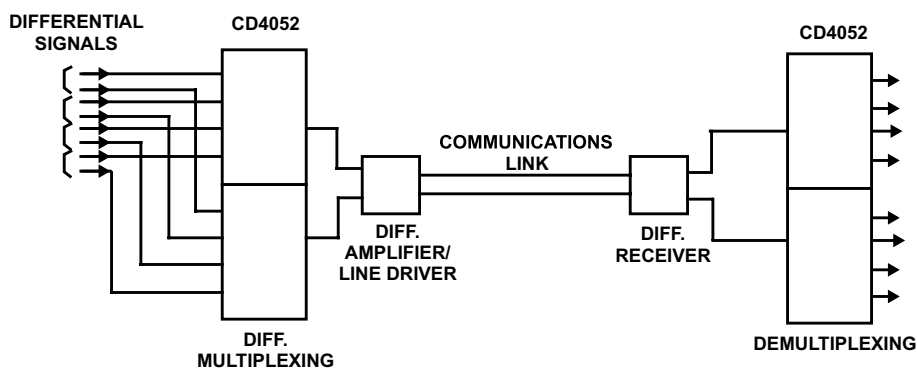 DIFFERENTIAL
SIGNALS
CD4052
CD4052
COMMUNICATIONS
LINK
DIFF.
AMPLIFIER/
LINE DRIVER
DIFF.
RECEIVER
DIFF.
MULTIPLEXING
DEMULTIPLEXING